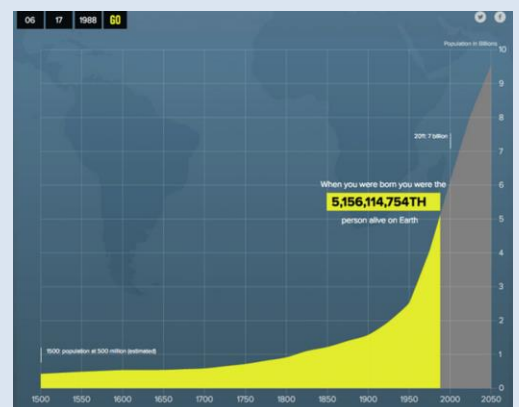 06 17 1988 GO
Population in Billions
10
9
8
2011: 7 billion
7
When you were born you were the
6
5,156,114,754TH
person alive on Earth
5
4
3
2
1500: population at 500 million (estimated)
1
0
1500 1550 1600 1650 1700 1750 1800 1850 1900 1950 2000 2050